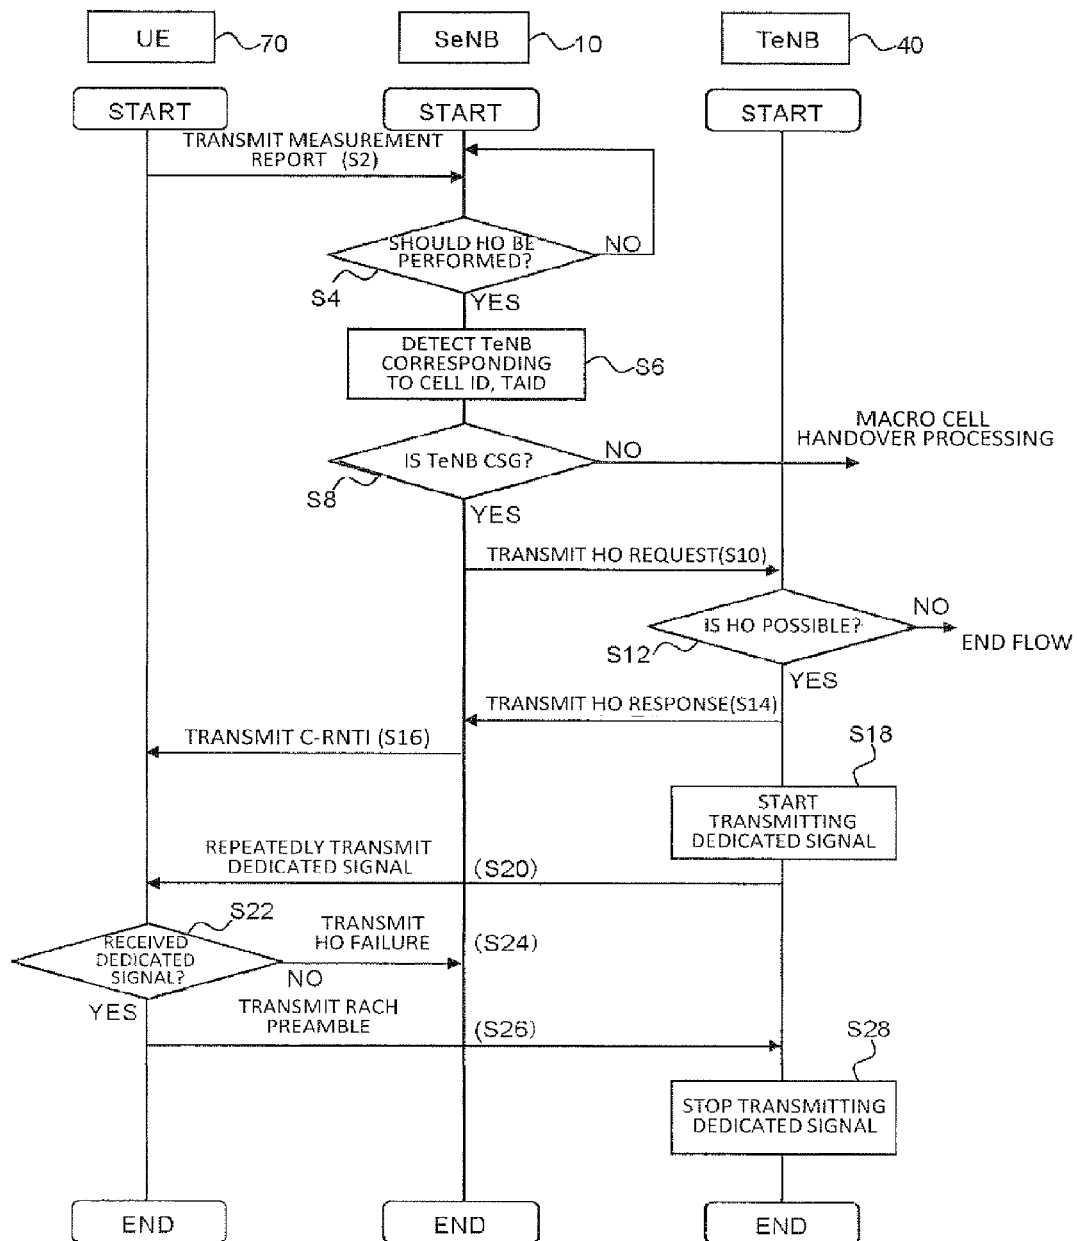 UE
70
SeNB
10
TeNB
40
START
START
START
TRANSMIT MEASUREMENT
REPORT (S2)
SHOULD HO BE
PERFORMED?
NO
S4
YES
DETECT TeNB
CORRESPONDING
TO CELL ID, TAID
S6
MACRO CELL
HANDOVER PROCESSING
IS TeNB CSG?
NO
S8
YES
TRANSMIT HO REQUEST(S10)
IS HO POSSIBLE?
NO
END FLOW
S12
YES
TRANSMIT HO RESPONSE(S14)
TRANSMIT C-RNTI (S16)
S18
START
TRANSMITTING
DEDICATED SIGNAL
REPEATEDLY TRANSMIT
DEDICATED SIGNAL
(S20)
S22
RECEIVED
DEDICATED
SIGNAL?
TRANSMIT
HO FAILURE
(S24)
NO
YES
TRANSMIT RACH
PREAMBLE
(S26)
S28
STOP TRANSMITTING
DEDICATED SIGNAL
END
END
END